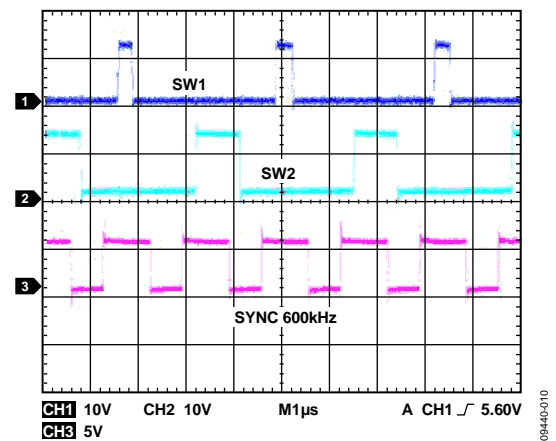 SW1
1
SW2
2
3
SYNC 600kHz
CH1 10V CH2 10V M1µs A CH1 5.60V
CH3 5V
09440-010